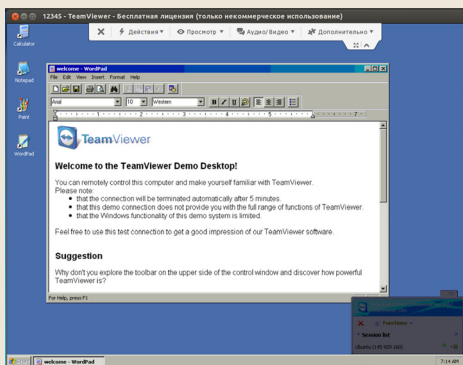 12345 - TeamViewer - Бесплатная лицензия (только некоммерческое использование)
Действия
Просмотр
Аудио/Видео
Дополнительно
Calculator
Notepad
Paint
WordPad
welcome - WordPad
File Edit View Insert Format Help
Arial
10
Western
TeamViewer
Welcome to the TeamViewer Demo Desktop!
You can remotely control this computer and make yourself familiar with TeamViewer.
Please note:
that the connection will be terminated automatically after 5 minutes.
that this demo connection does not provide you with the full range of functions of TeamViewer.
that the Windows functionality of this demo system is limited.
Feel free to use this test connection to get a good impression of our TeamViewer software.
Suggestion
Why don't you explore the toolbar on the upper side of the control window and discover how powerful
TeamViewer is?
For Help, press F1
Functions
Session list
welcome - WordPad
7:14 AM